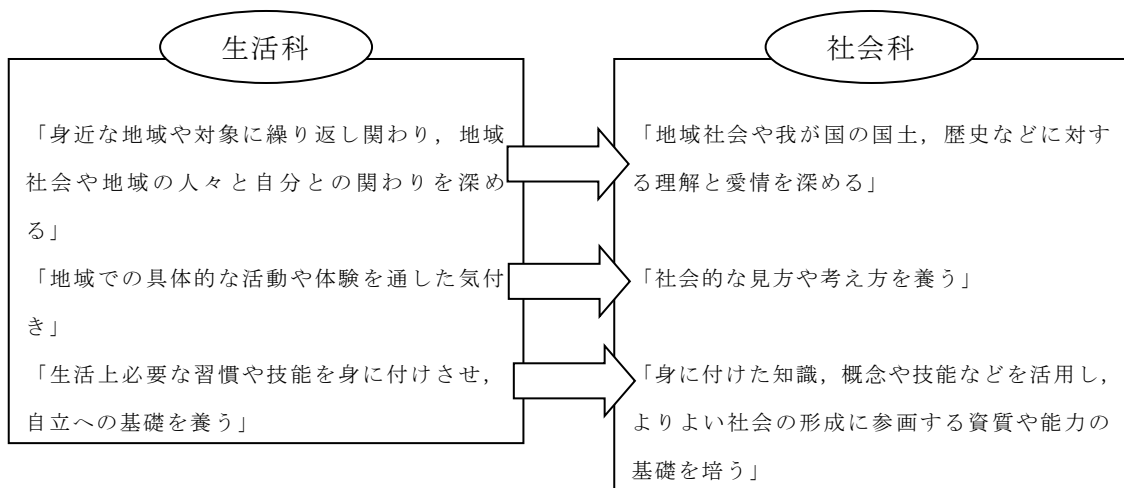 生活科
「身近な地域や対象に繰り返し関わり，地域
社会や地域の人々と自分との関わりを深め
る」
「地域での具体的な活動や体験を通した気付
き」
「生活上必要な習慣や技能を身に付けさせ，
自立への基礎を養う」
社会科
「地域社会や我が国の国土，歴史などに対す
る理解と愛情を深める」
「社会的な見方や考え方を養う」
「身に付けた知識，概念や技能などを活用し，
よりよい社会の形成に参画する資質や能力の
基礎を培う」